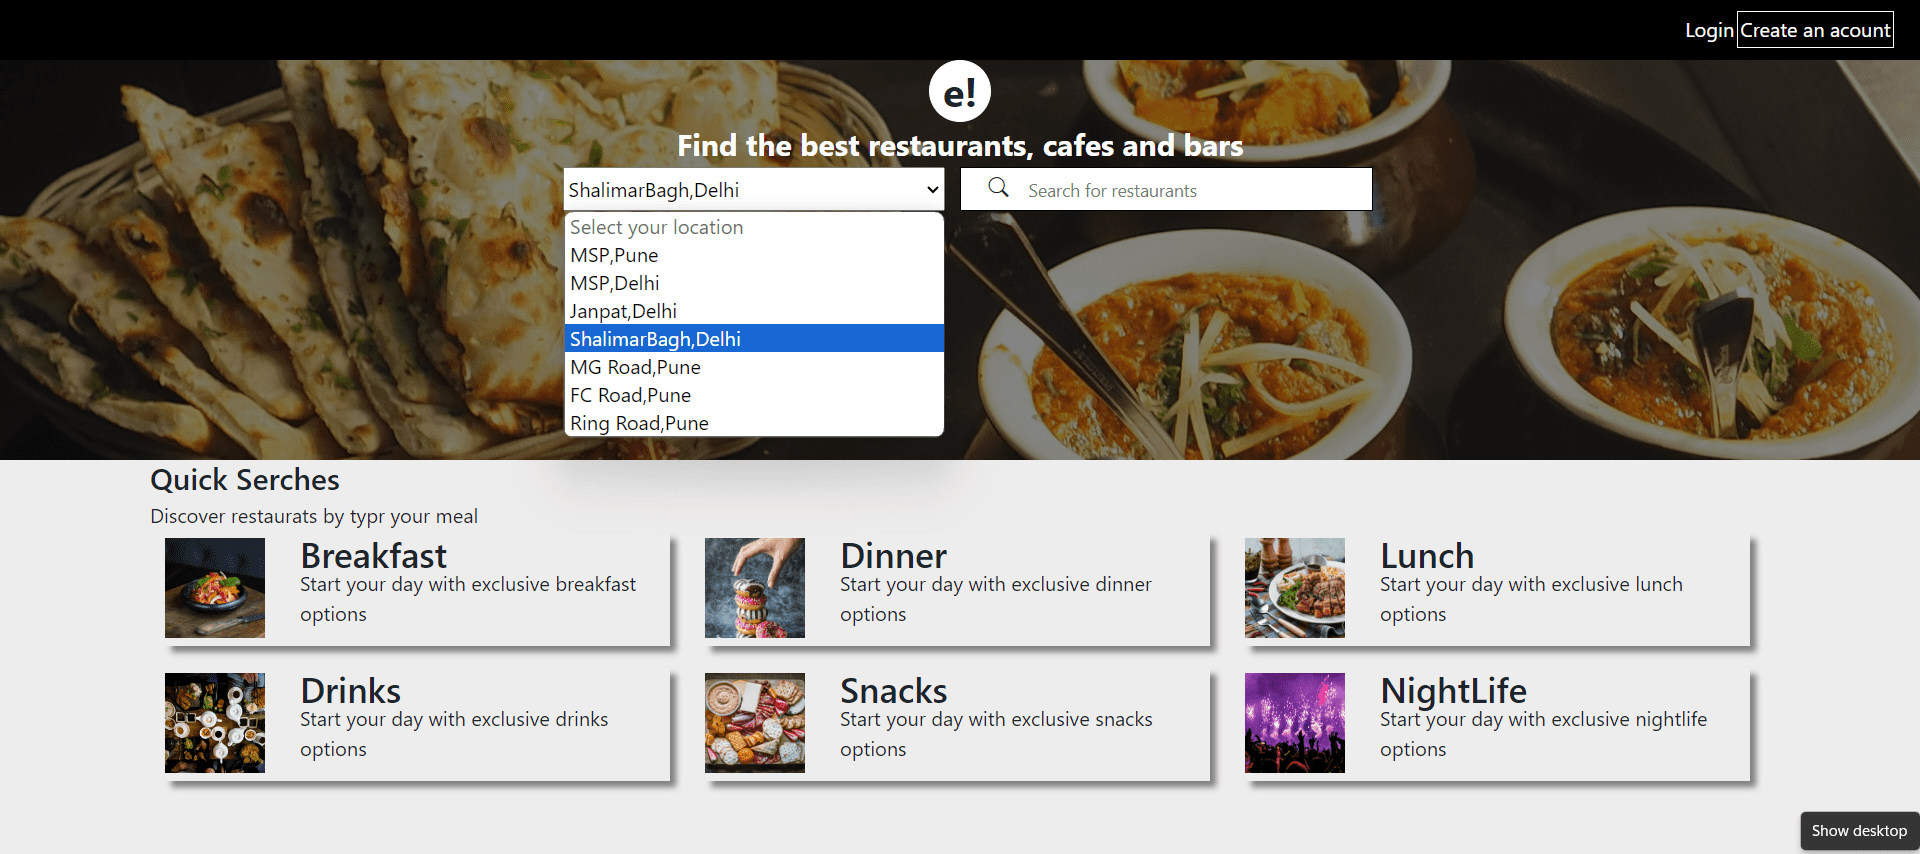 Login Create an acount
e!
Find the best restaurants, cafes and bars
ShalimarBagh,Delhi
Search for restaurants
Select your location
MSP,Pune
MSP,Delhi
Janpat,Delhi
ShalimarBagh,Delhi
MG Road,Pune
FC Road,Pune
Ring Road,Pune
Quick Serches
Discover restaurats by typr your meal
Breakfast
Start your day with exclusive breakfast
options
Dinner
Start your day with exclusive dinner
options
Lunch
Start your day with exclusive lunch
options
Drinks
Start your day with exclusive drinks
options
Snacks
Start your day with exclusive snacks
options
NightLife
Start your day with exclusive nightlife
options
Show desktop